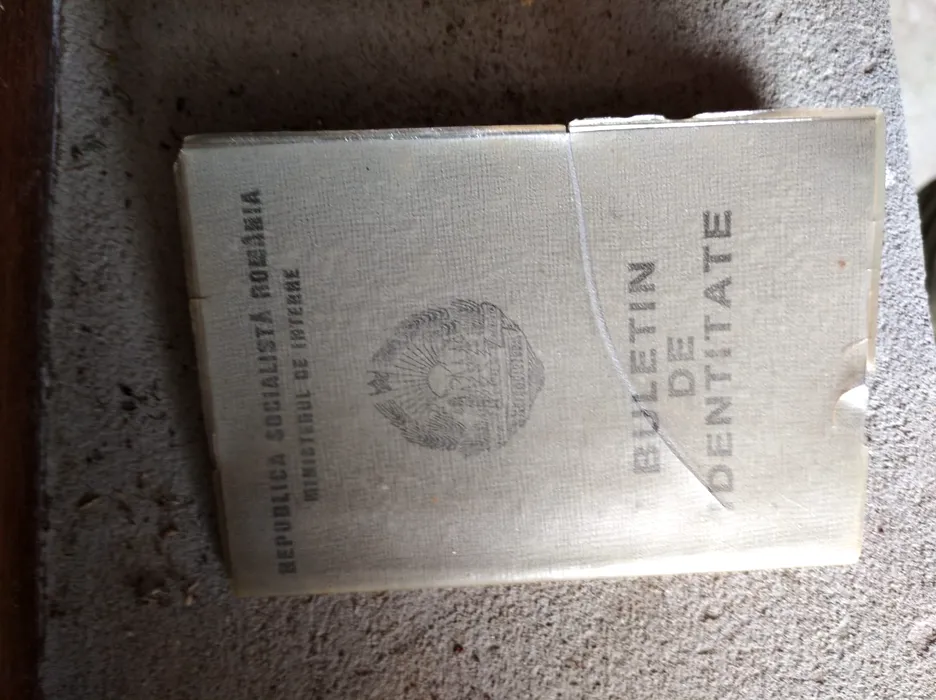 REPUBLICA SOCIALISTĂ ROMÂNIA
MINISTERUL DE INTERNE
BULETIN
DE
IDENTITATE